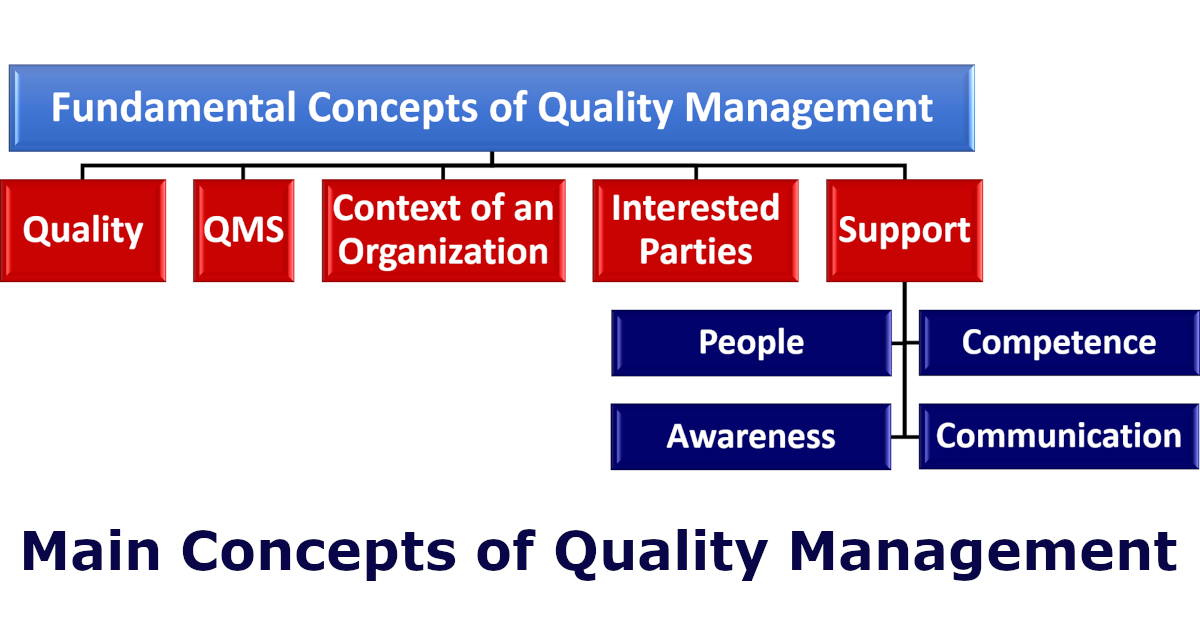 Fundamental Concepts of Quality Management
Quality
QMS
Context of an
Organization
Interested
Parties
Support
People
Competence
Awareness
Communication
Main Concepts of Quality Management